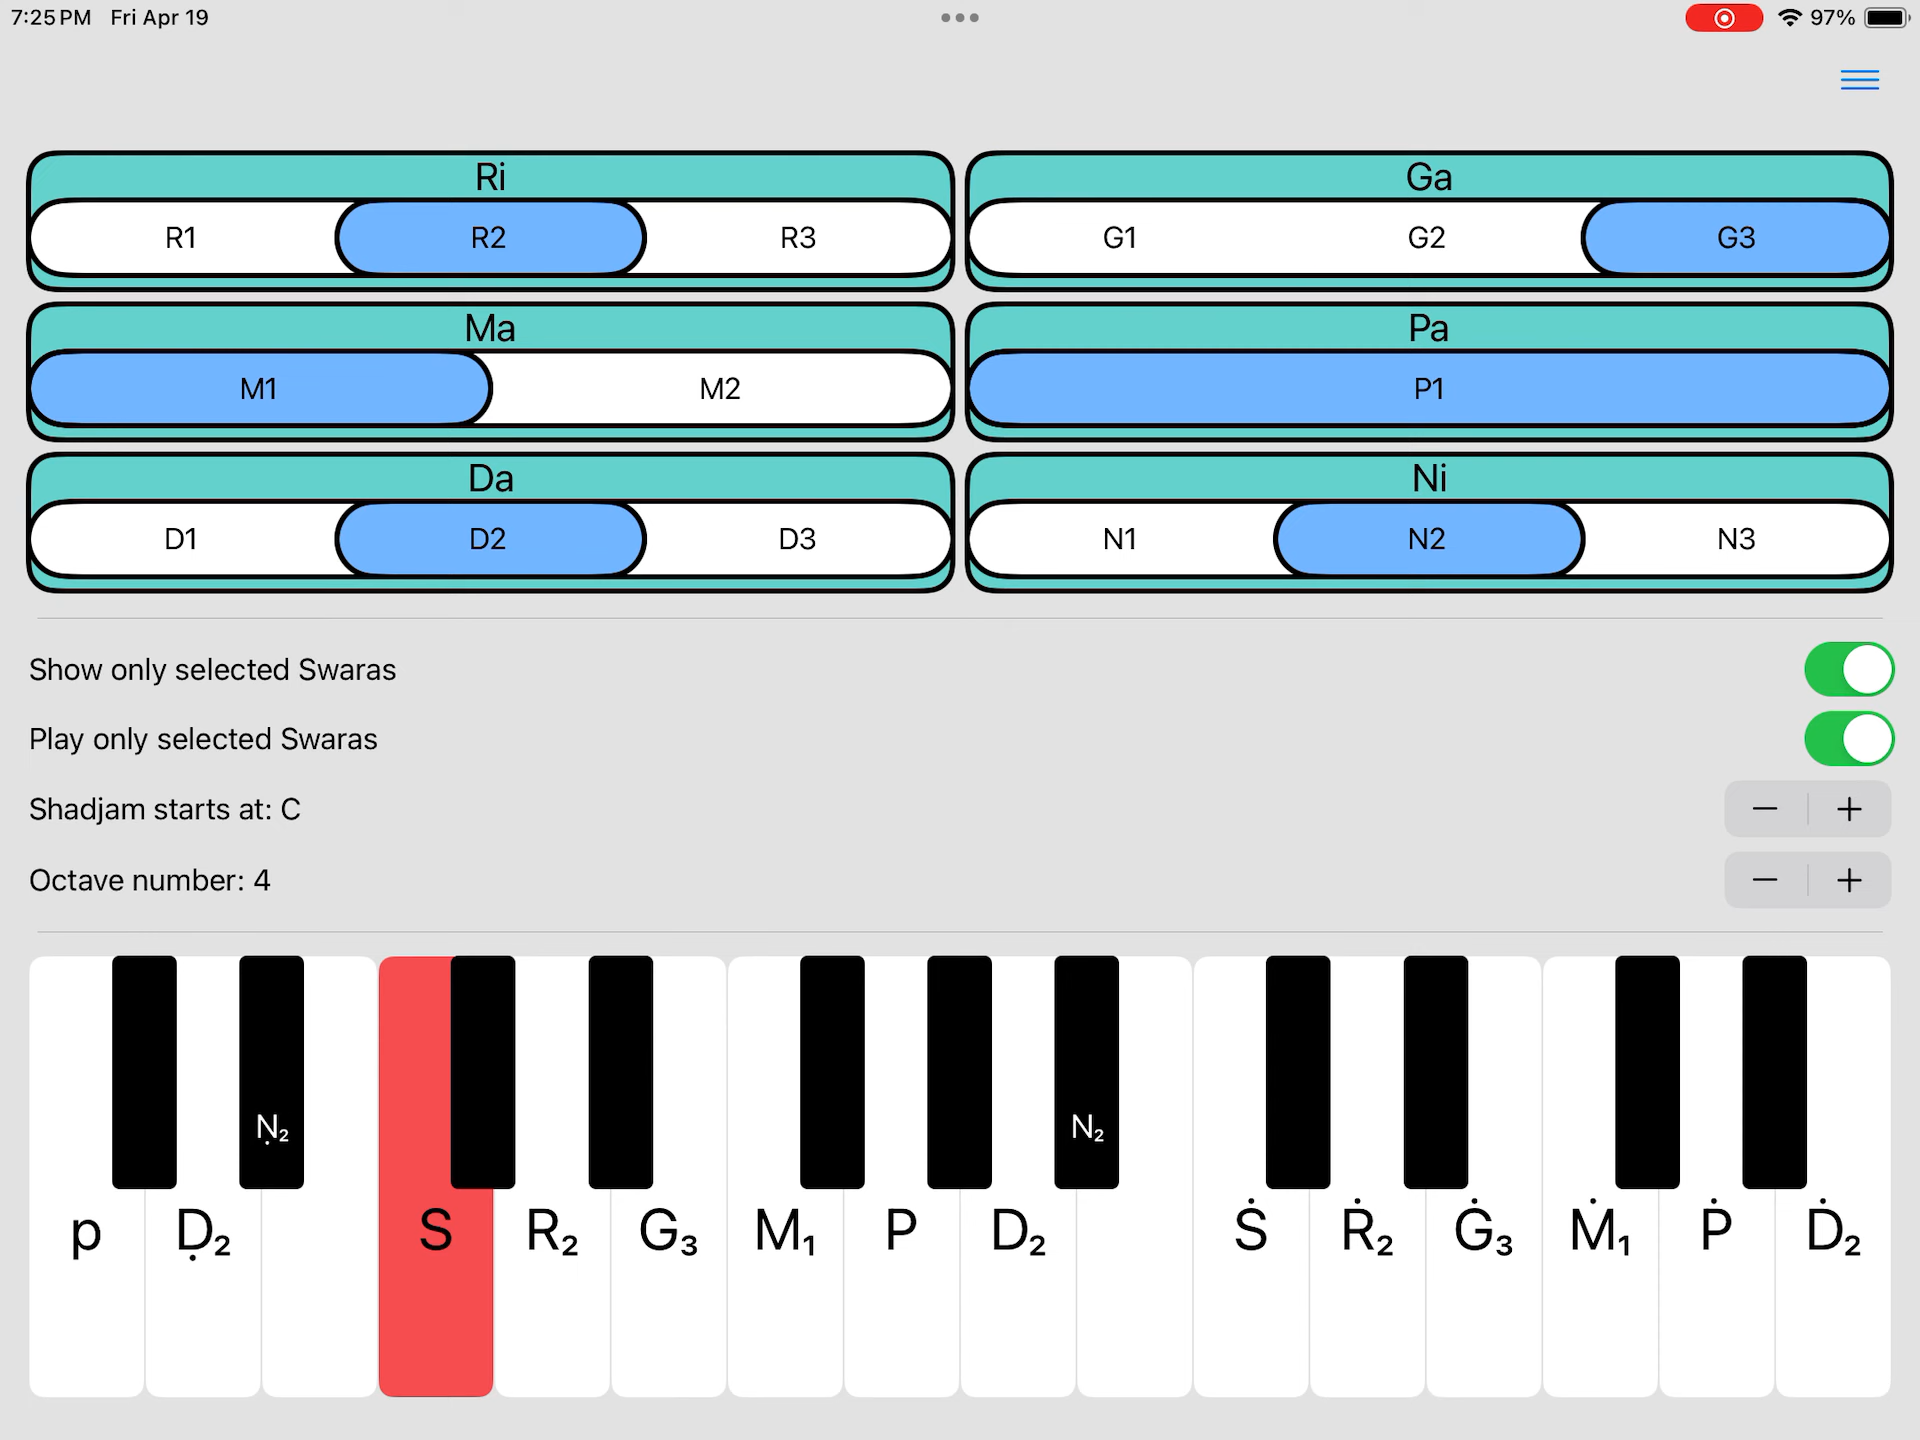 7:25 PM Fri Apr 19 97%
Ri Ga
R1 R2 R3 G1 G2 G3
Ma Pa
M1 M2 P1
Da Ni
D1 D2 D3 N1 N2 N3
Show only selected Swaras
Play only selected Swaras
Shadjam starts at: C − +
Octave number: 4 − +
Ṇ₂ N₂
p Ḍ₂ S R₂ G₃ M₁ P D₂ Ṡ Ṙ₂ Ġ₃ Ṁ₁ Ṗ Ḋ₂